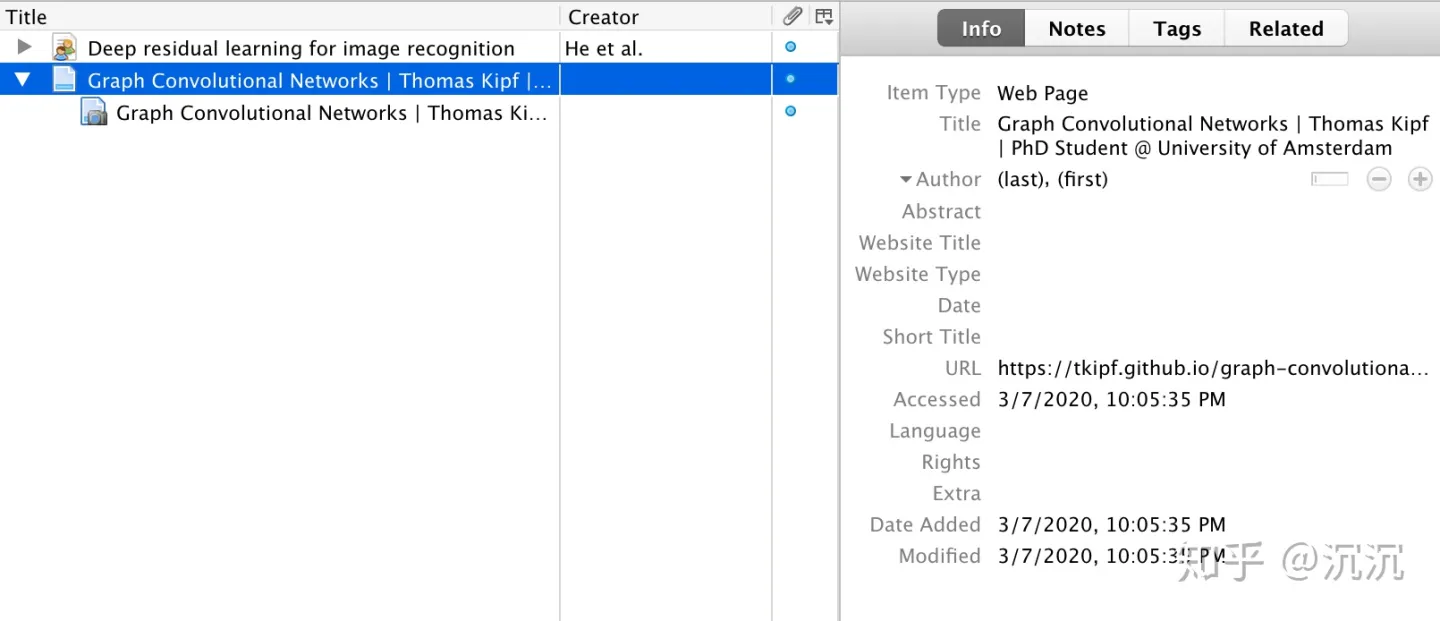 Title Creator
Deep residual learning for image recognition He et al.
Graph Convolutional Networks | Thomas Kipf |...
Graph Convolutional Networks | Thomas Ki...
Info Notes Tags Related
Item Type Web Page
Title Graph Convolutional Networks | Thomas Kipf
| PhD Student @ University of Amsterdam
Author (last), (first)
Abstract
Website Title
Website Type
Date
Short Title
URL https://tkipf.github.io/graph-convolutiona...
Accessed 3/7/2020, 10:05:35 PM
Language
Rights
Extra
Date Added 3/7/2020, 10:05:35 PM
Modified 3/7/2020, 10:05:35 PM
知乎 @沉沉